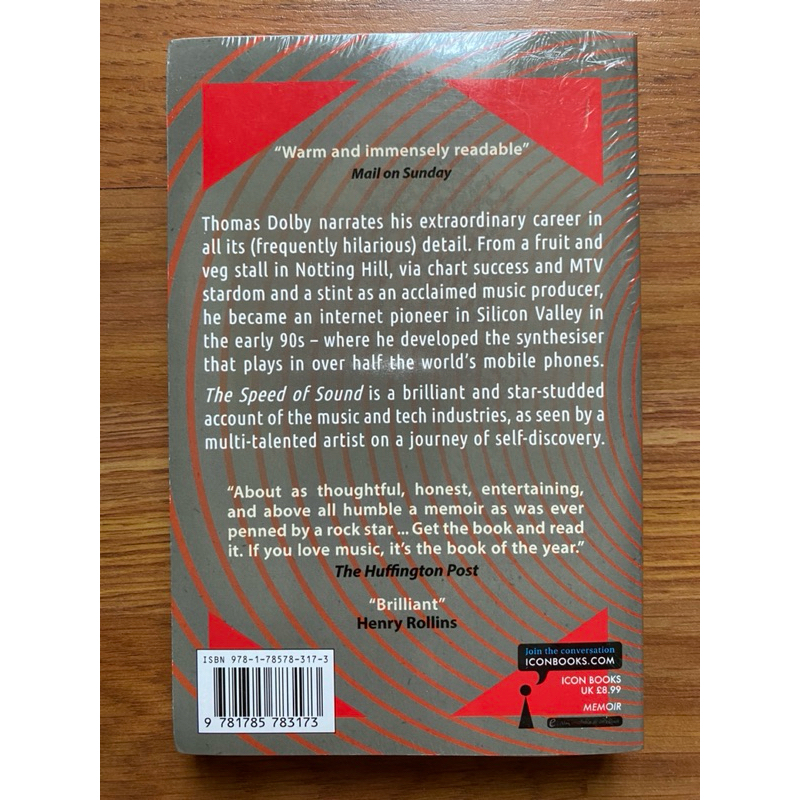 “Warm and immensely readable”
Mail on Sunday
Thomas Dolby narrates his extraordinary career in
all its (frequently hilarious) detail. From a fruit and
veg stall in Notting Hill, via chart success and MTV
stardom and a stint as an acclaimed music producer,
he became an internet pioneer in Silicon Valley in
the early 90s – where he developed the synthesiser
that plays in over half the world’s mobile phones.
The Speed of Sound is a brilliant and star-studded
account of the music and tech industries, as seen by a
multi-talented artist on a journey of self-discovery.
“About as thoughtful, honest, entertaining,
and above all humble a memoir as was ever
penned by a rock star ... Get the book and read
it. If you love music, it’s the book of the year.”
The Huffington Post
“Brilliant”
Henry Rollins
ISBN 978-1-78578-317-3
9 781785 783173
Join the conversation
ICONBOOKS.COM
ICON BOOKS
UK £8.99
MEMOIR